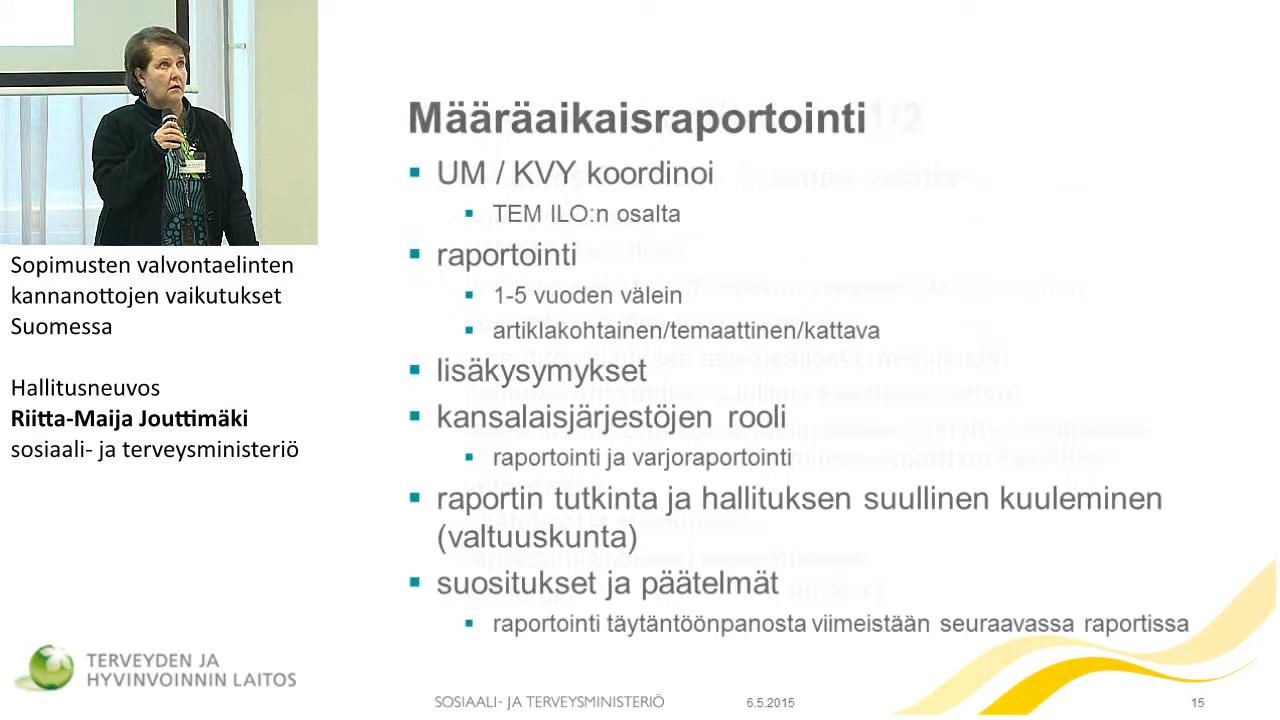 Sopimusten valvontaelinten
kannanottojen vaikutukset
Suomessa
Hallitusneuvos
Riitta-Maija Jouttimäki
sosiaali- ja terveysministeriö
TERVEYDEN JA
HYVINVOINNIN LAITOS
Määräaikaisraportointi
UM / KVY koordinoi
TEM ILO:n osalta
raportointi
1-5 vuoden välein
artiklakohtainen/temaattinen/kattava
lisäkysymykset
kansalaisjärjestöjen rooli
raportointi ja varjoraportointi
raportin tutkinta ja hallituksen suullinen kuuleminen
(valtuuskunta)
suositukset ja päätelmät
raportointi täytäntöönpanosta viimeistään seuraavassa raportissa
SOSIAALI- JA TERVEYSMINISTERIÖ
6.5.2015
15